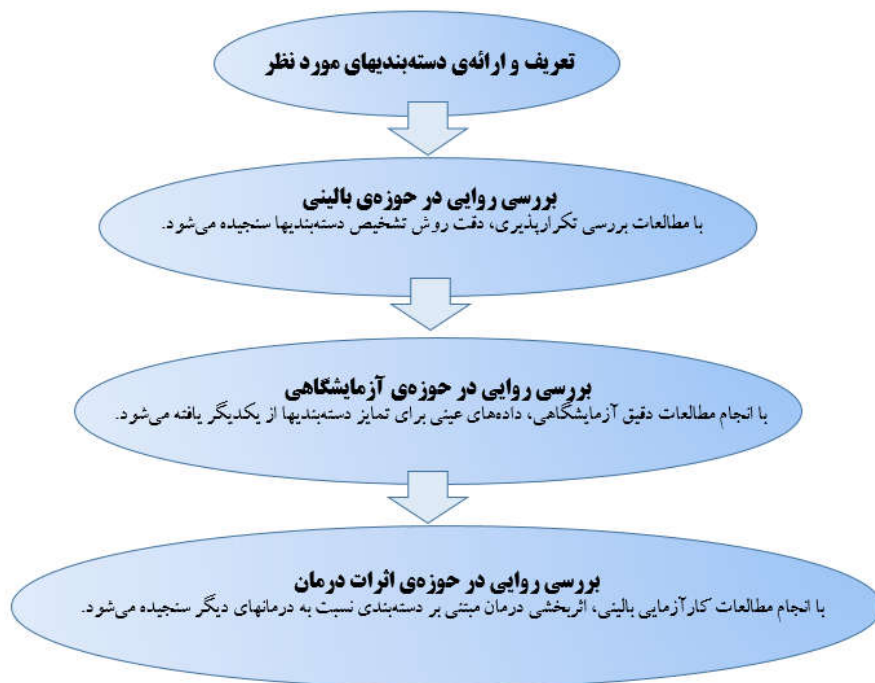 تعریف و ارائه‌ی دسته‌بندیهای مورد نظر
بررسی روایی در حوزه‌ی بالینی
با مطالعات بررسی تکرارپذیری، دقت روش تشخیص دسته‌بندیها سنجیده می‌شود.
بررسی روایی در حوزه‌ی آزمایشگاهی
با انجام مطالعات دقیق آزمایشگاهی، داده‌های عینی برای تمایز دسته‌بندیها از یکدیگر یافته می‌شود.
بررسی روایی در حوزه‌ی اثرات درمان
با انجام مطالعات کارآزمایی بالینی، اثربخشی درمان مبتنی بر دسته‌بندی نسبت به درمانهای دیگر سنجیده می‌شود.